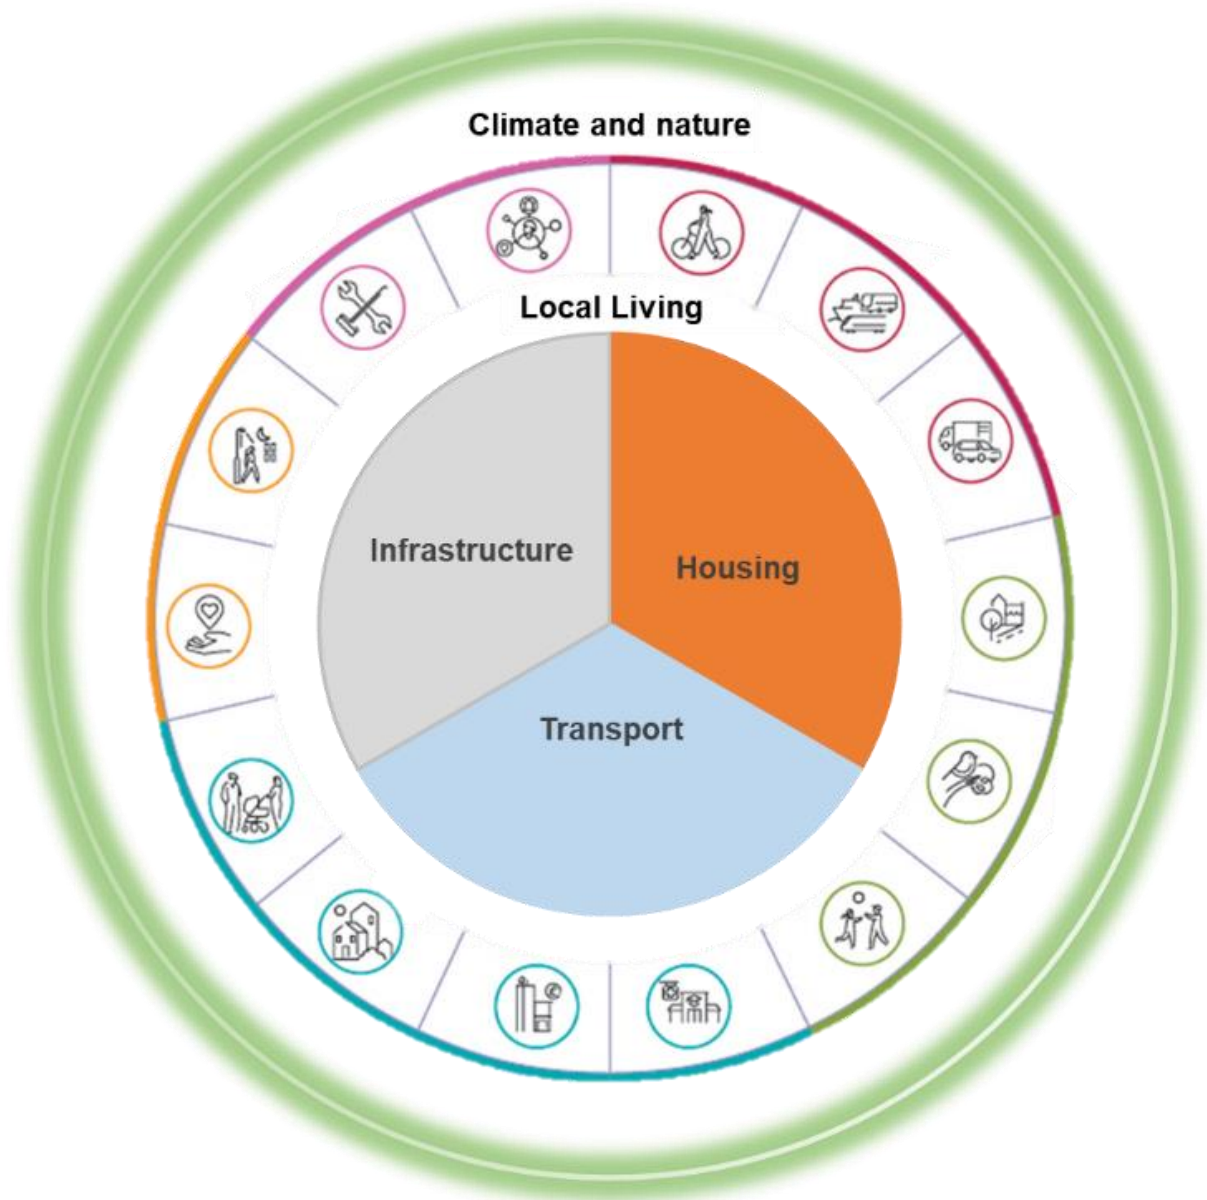 Climate and nature
Local Living
Infrastructure
Housing
Transport